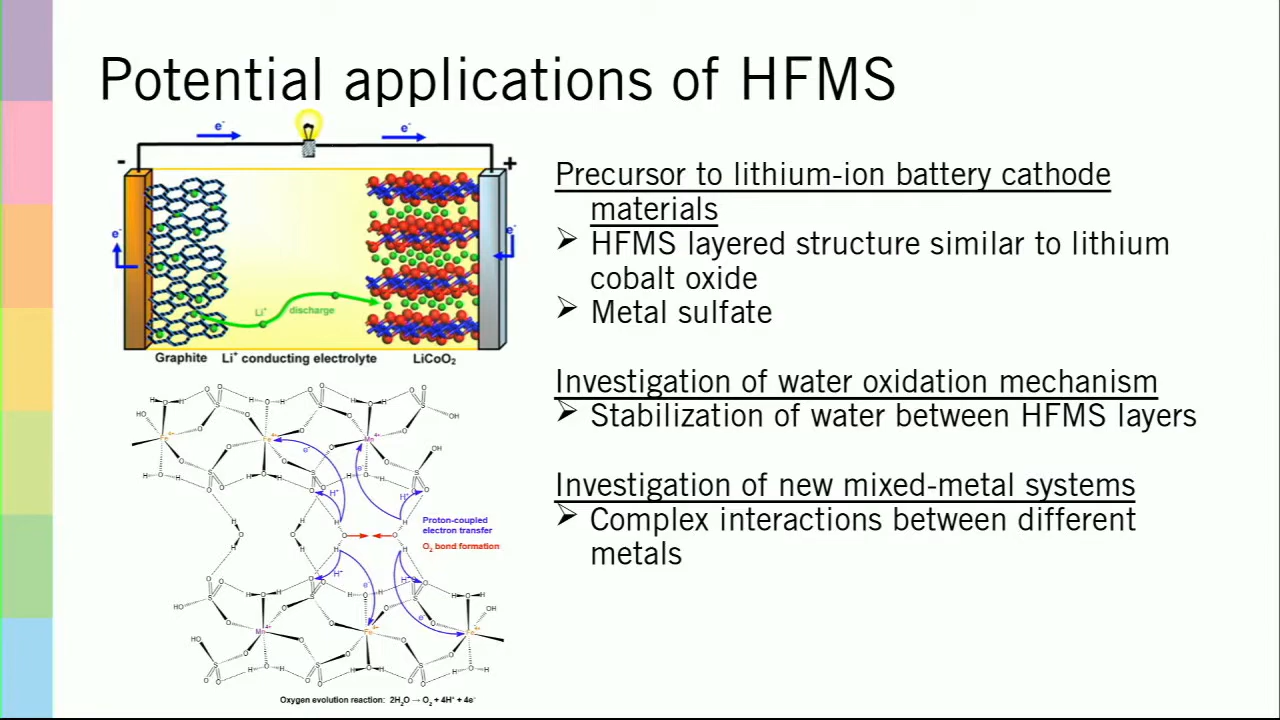 Potential applications of HFMS
e-
e-
-
+
e-
e-
Li+
discharge
Graphite
Li+ conducting electrolyte
LiCoO2
Proton-coupled
electron transfer
O2 bond formation
Oxygen evolution reaction: 2H2O → O2 + 4H+ + 4e-
Precursor to lithium-ion battery cathode
materials
➢ HFMS layered structure similar to lithium
cobalt oxide
➢ Metal sulfate
Investigation of water oxidation mechanism
➢ Stabilization of water between HFMS layers
Investigation of new mixed-metal systems
➢ Complex interactions between different
metals